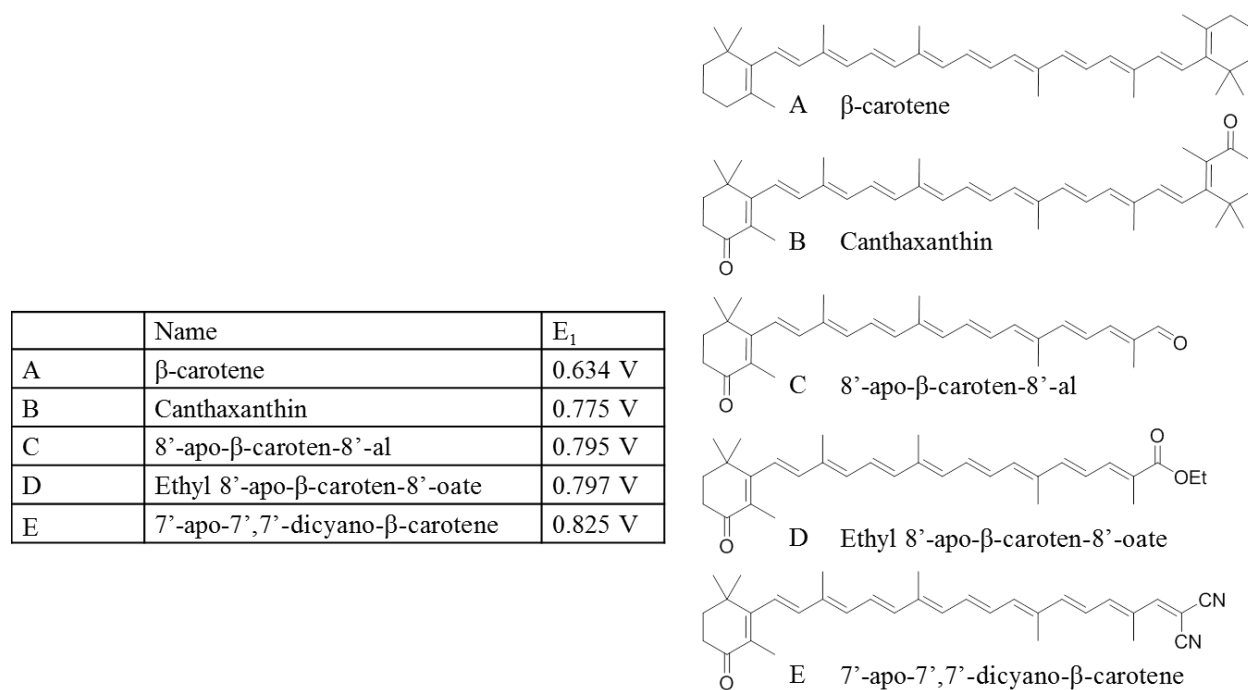 A β-carotene
O
B Canthaxanthin
O
O
C 8’-apo-β-caroten-8’-al
O
O
OEt
D Ethyl 8’-apo-β-caroten-8’-oate
O
CN
CN
E 7’-apo-7’,7’-dicyano-β-carotene
O
Name E₁
A β-carotene 0.634 V
B Canthaxanthin 0.775 V
C 8’-apo-β-caroten-8’-al 0.795 V
D Ethyl 8’-apo-β-caroten-8’-oate 0.797 V
E 7’-apo-7’,7’-dicyano-β-carotene 0.825 V